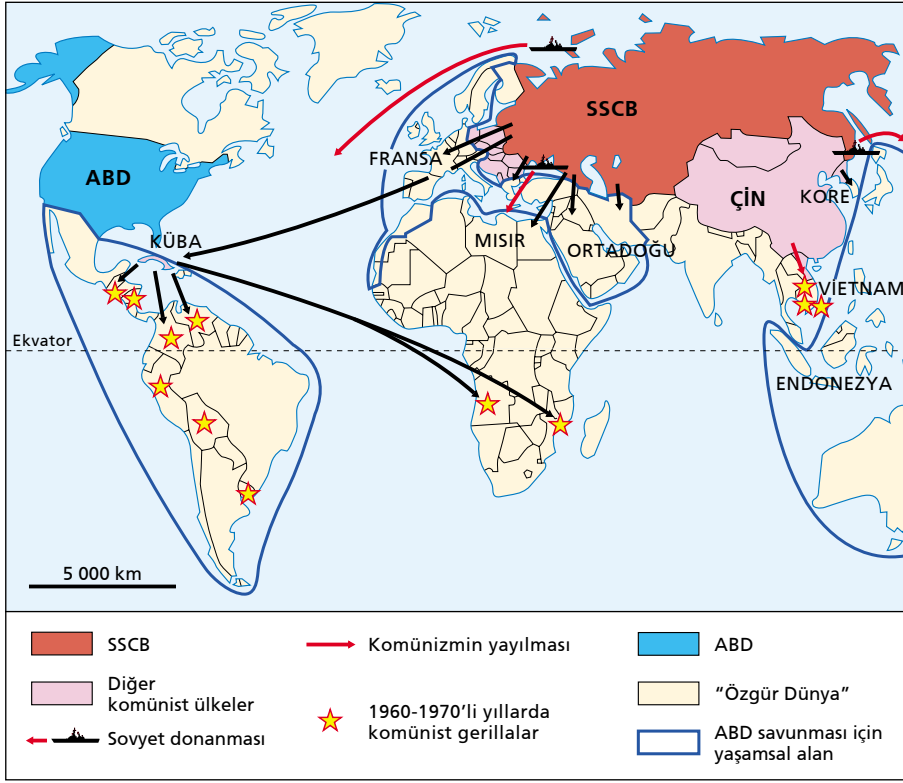 SSCB
FRANSA
ABD
ÇİN
KORE
KÜBA
MISIR
ORTADOĞU
VİETNAM
Ekvator
ENDONEZYA
5 000 km
SSCB
Komünizmin yayılması
ABD
Diğer
komünist ülkeler
1960-1970’li yıllarda
komünist gerillalar
“Özgür Dünya”
Sovyet donanması
ABD savunması için
yaşamsal alan